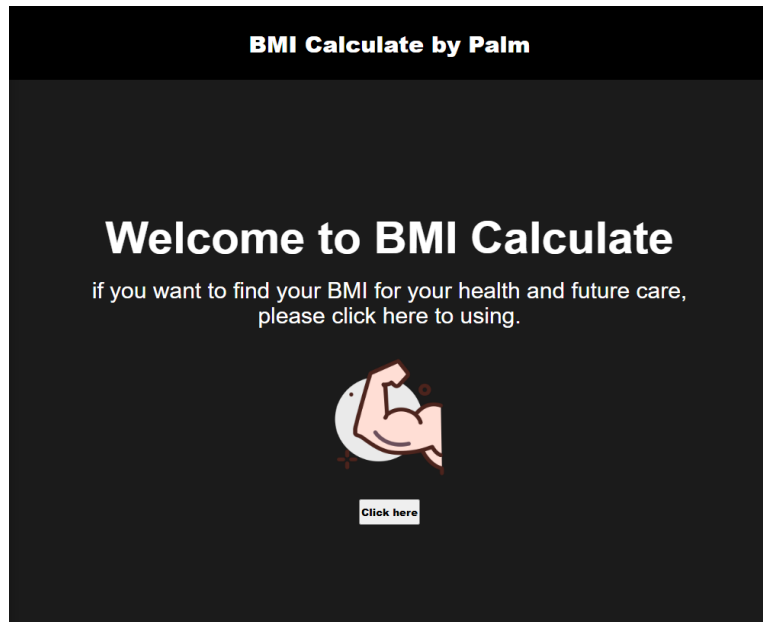 BMI Calculate by Palm
Welcome to BMI Calculate
if you want to find your BMI for your health and future care,
please click here to using.
Click here